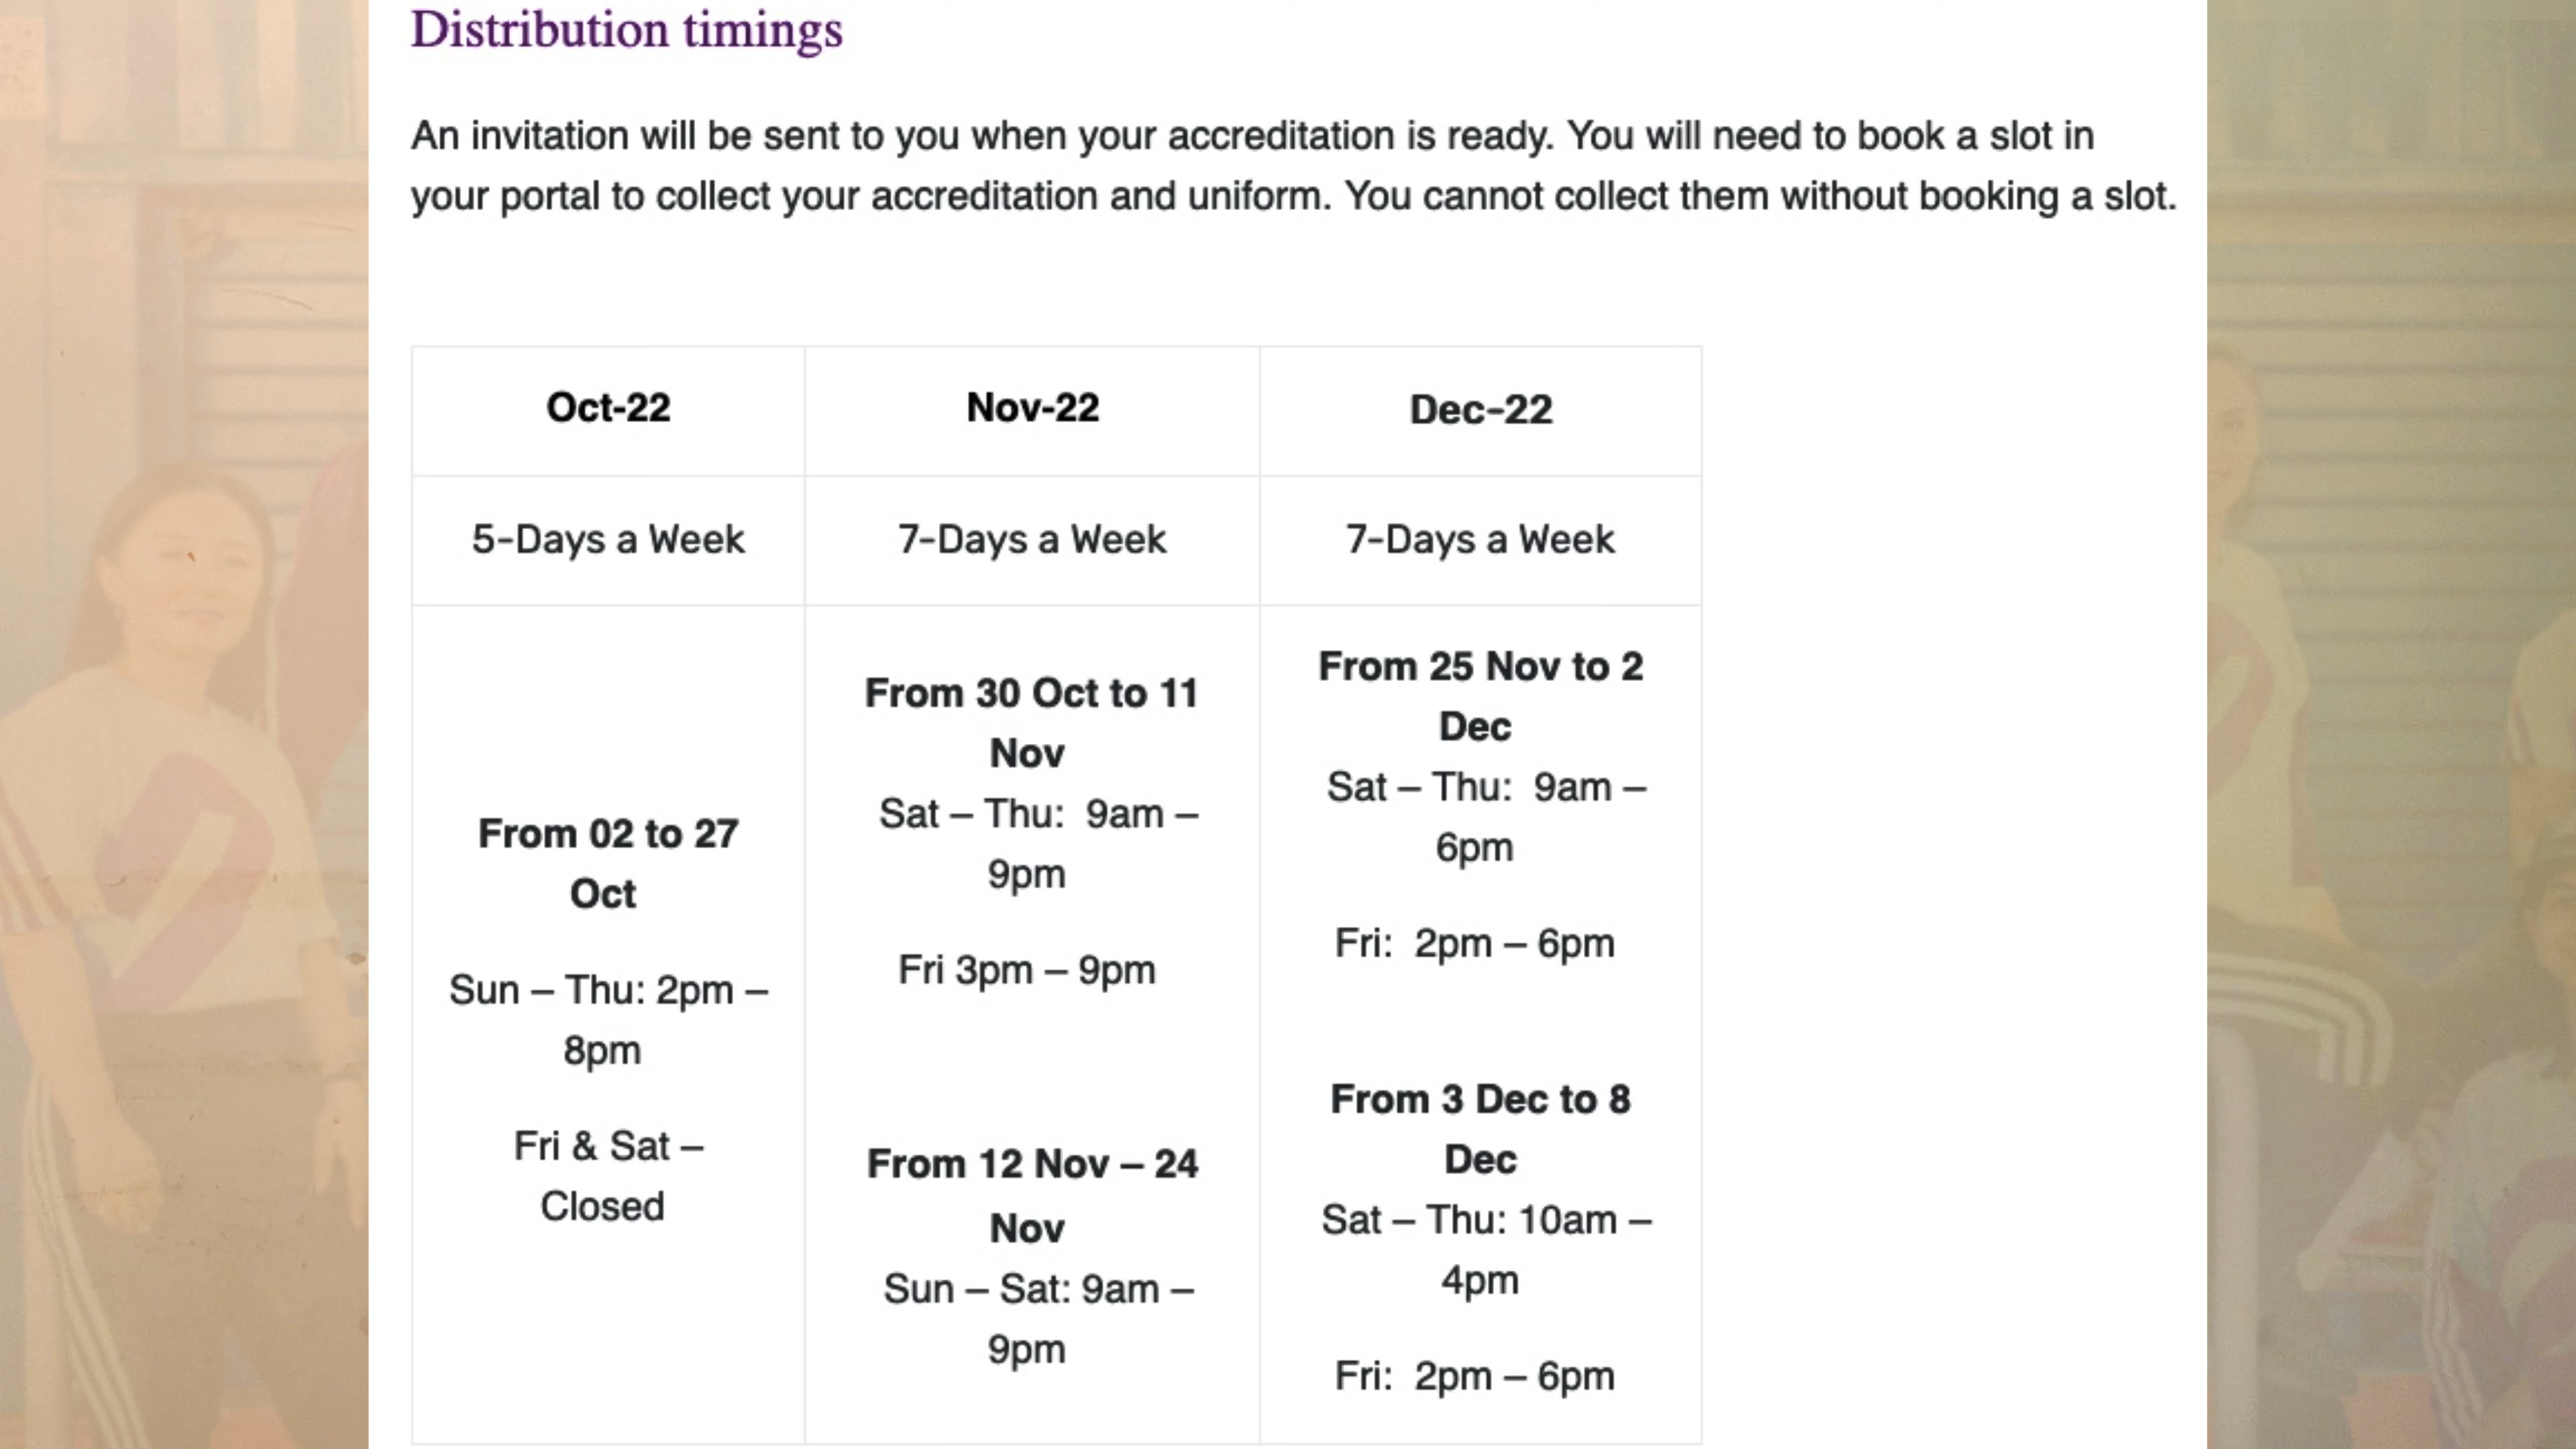 Distribution timings
An invitation will be sent to you when your accreditation is ready. You will need to book a slot in
your portal to collect your accreditation and uniform. You cannot collect them without booking a slot.
Oct-22
Nov-22
Dec-22
5-Days a Week
7-Days a Week
7-Days a Week
From 02 to 27
Oct
Sun – Thu: 2pm –
8pm
Fri & Sat –
Closed
From 30 Oct to 11
Nov
Sat – Thu:  9am –
9pm
Fri 3pm – 9pm
From 12 Nov – 24
Nov
Sun – Sat: 9am –
9pm
From 25 Nov to 2
Dec
Sat – Thu:  9am –
6pm
Fri:  2pm – 6pm
From 3 Dec to 8
Dec
Sat – Thu: 10am –
4pm
Fri:  2pm – 6pm